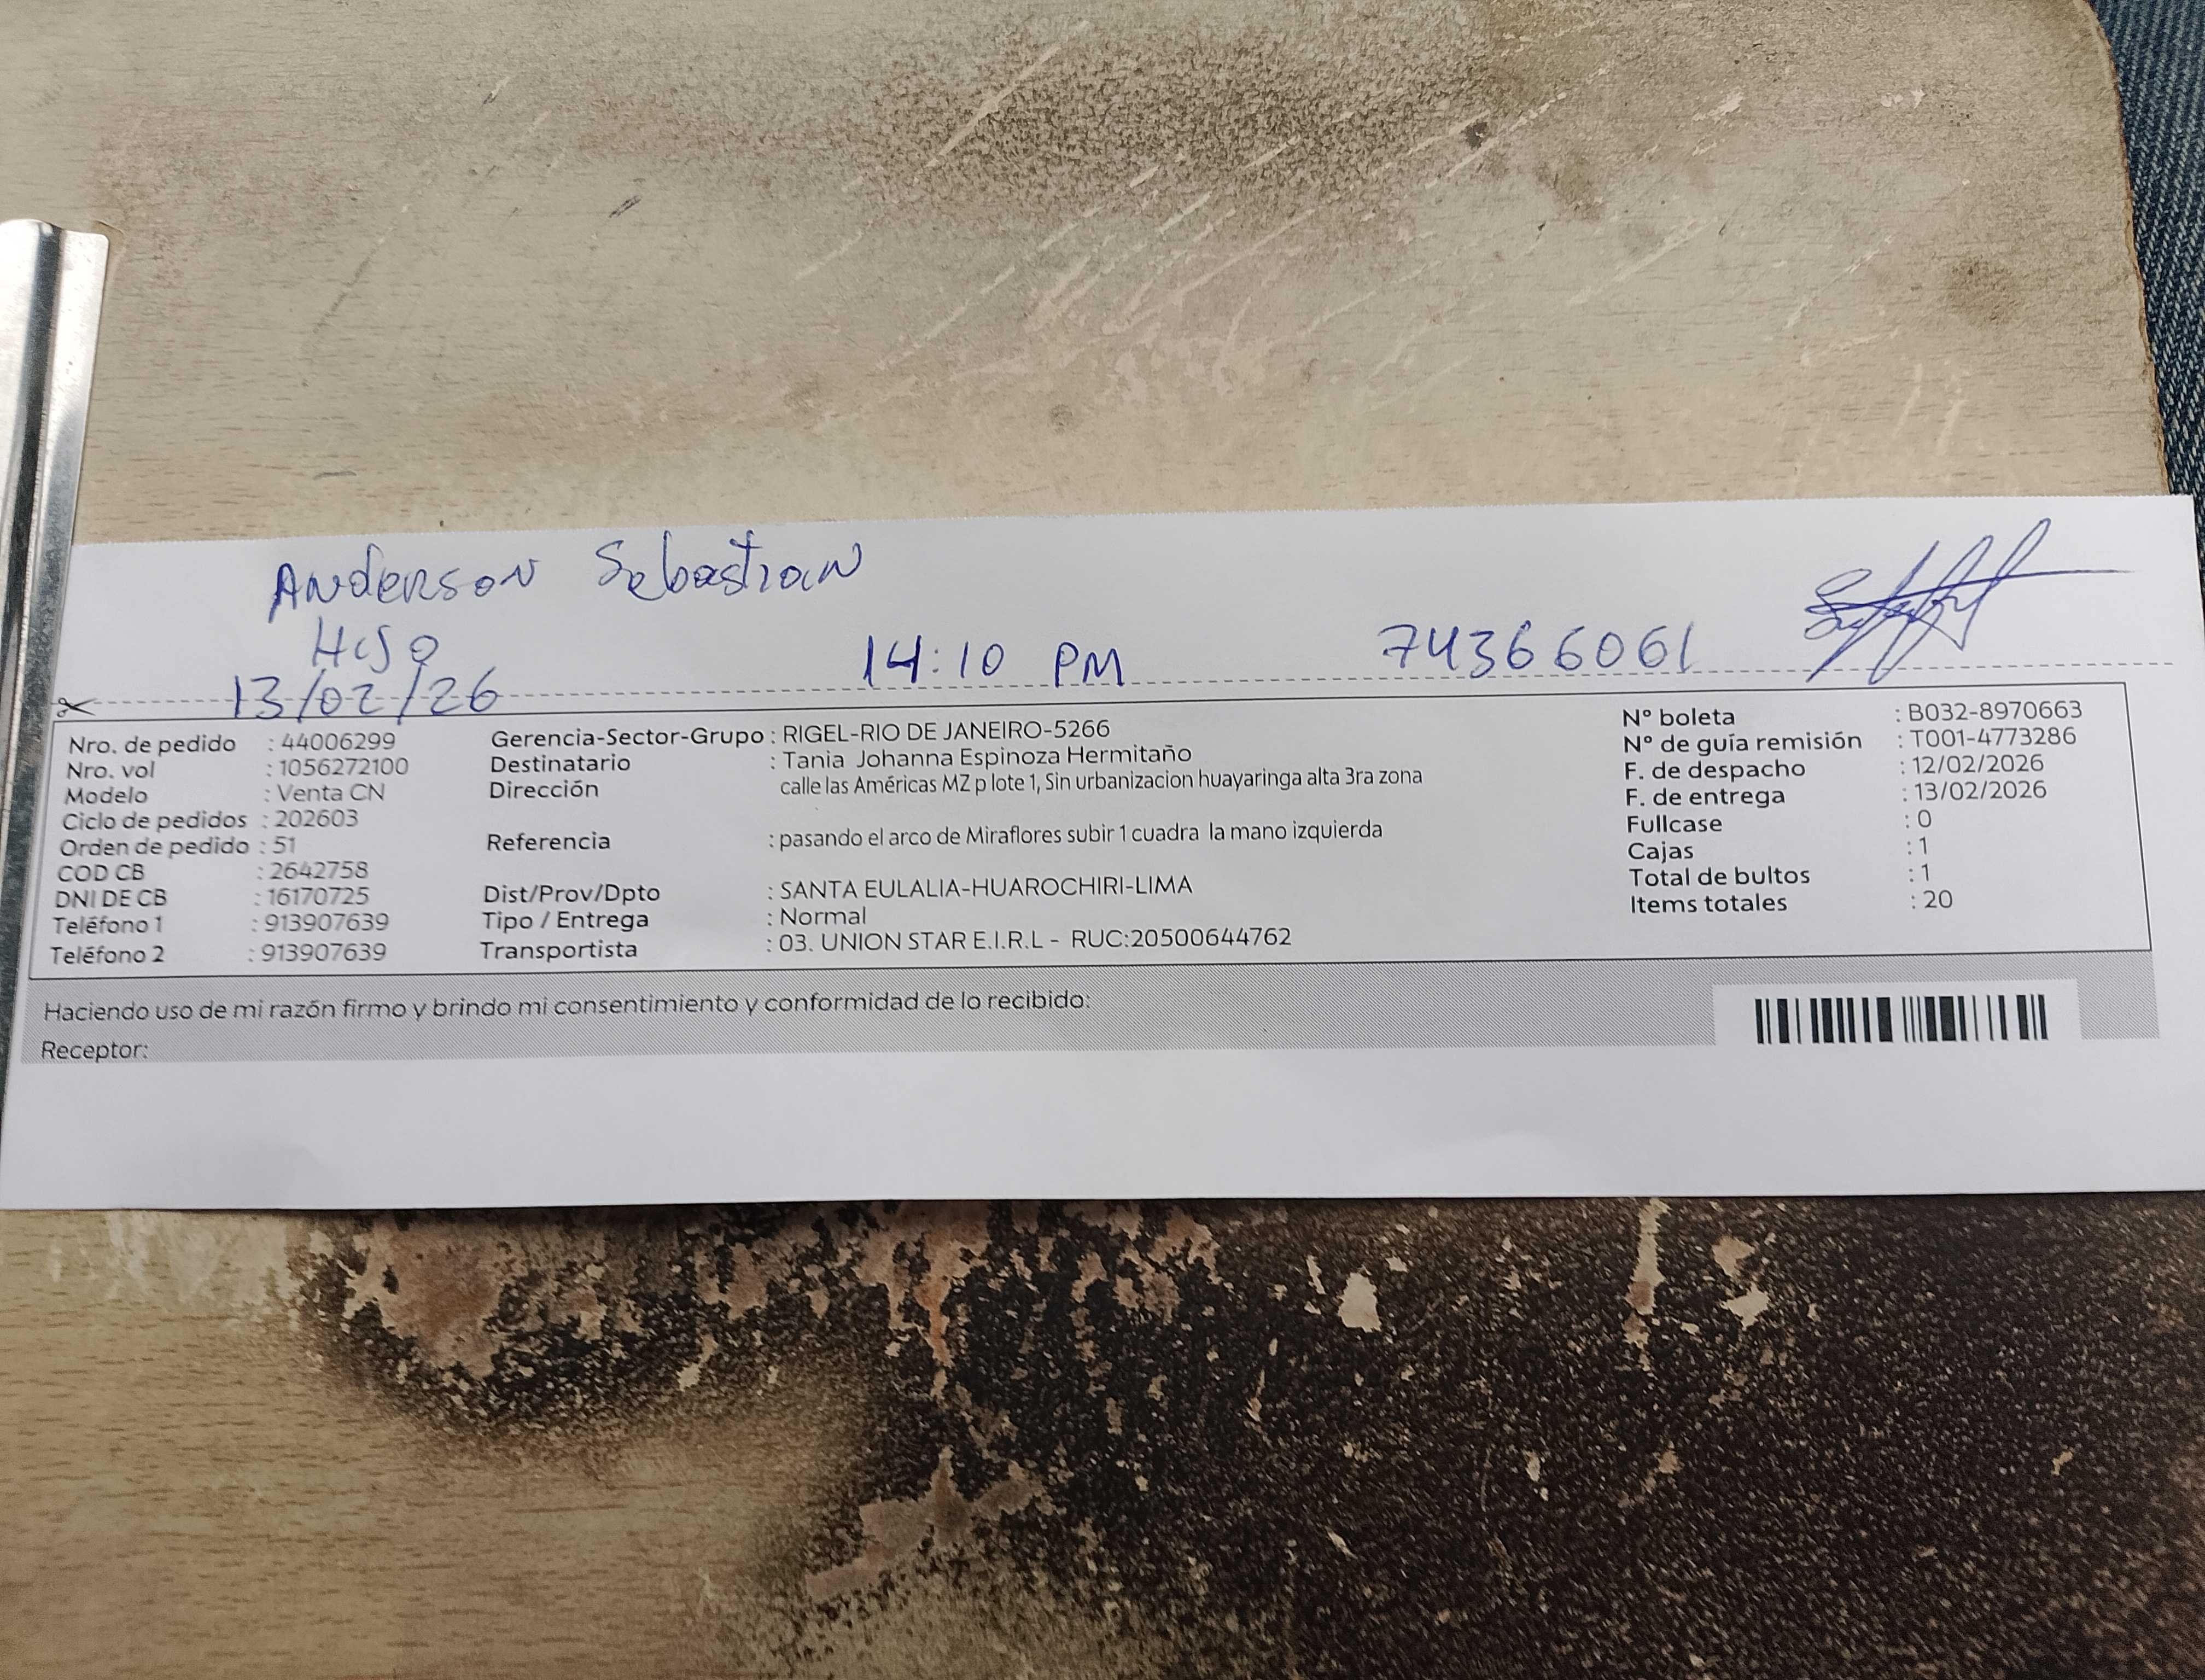 Anderson Sebastian
HijO
13/02/26
14:10 PM
74366061
Nro. de pedido : 44006299
Nro. vol : 1056272100
Modelo : Venta CN
Ciclo de pedidos : 202603
Orden de pedido : 51
COD CB : 2642758
DNI DE CB : 16170725
Teléfono 1 : 913907639
Teléfono 2 : 913907639
Gerencia-Sector-Grupo : RIGEL-RIO DE JANEIRO-5266
Destinatario : Tania Johanna Espinoza Hermitaño
Dirección calle las Américas MZ p lote 1, Sin urbanizacion huayaringa alta 3ra zona
Referencia : pasando el arco de Miraflores subir 1 cuadra la mano izquierda
Dist/Prov/Dpto : SANTA EULALIA-HUAROCHIRI-LIMA
Tipo / Entrega : Normal
Transportista : 03. UNION STAR E.I.R.L - RUC:20500644762
N° boleta : B032-8970663
N° de guía remisión : T001-4773286
F. de despacho : 12/02/2026
F. de entrega : 13/02/2026
Fullcase : 0
Cajas : 1
Total de bultos : 1
Items totales : 20
Haciendo uso de mi razón firmo y brindo mi consentimiento y conformidad de lo recibido:
Receptor: